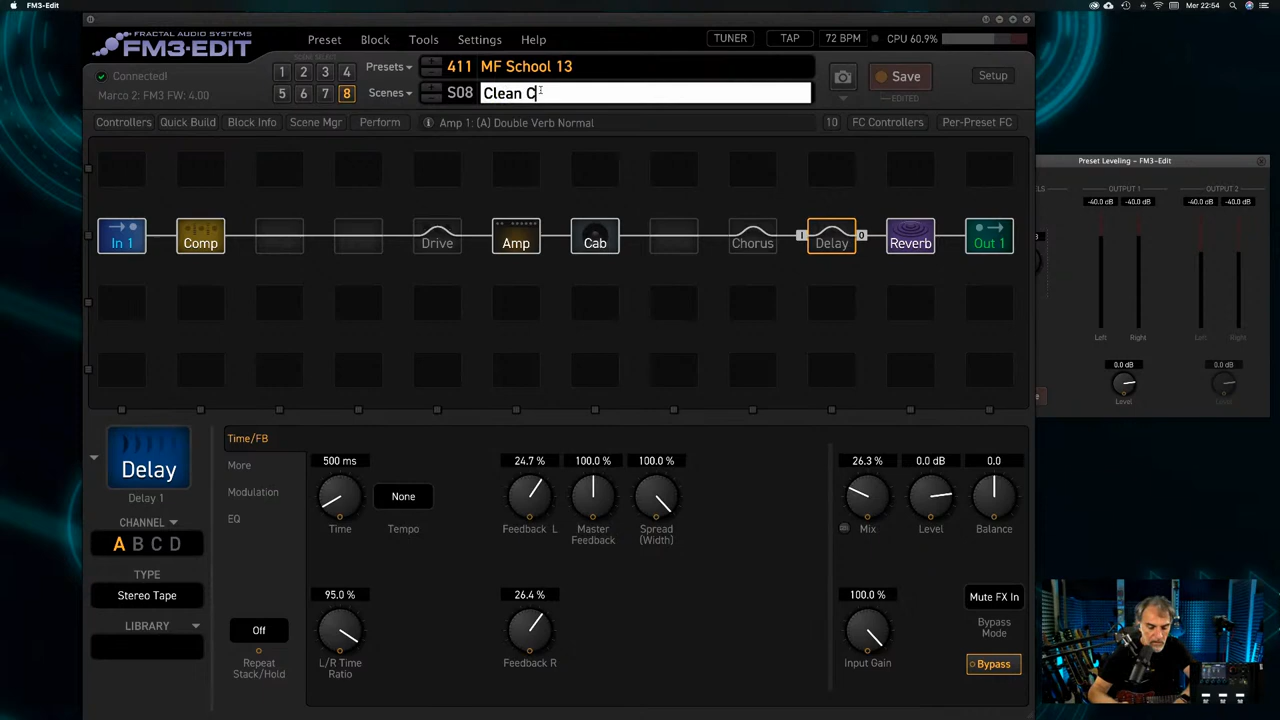 FM3-Edit
Mer 22:54
FRACTAL AUDIO SYSTEMS
FM3-EDIT
Preset Block Tools Settings Help
TUNER TAP 72 BPM CPU 60.9%
Connected!
Marco 2: FM3 FW: 4.00
SCENE SELECT
1 2 3 4
5 6 7 8
Presets 411 MF School 13
Scenes S08 Clean C
Save
EDITED
Setup
Controllers Quick Build Block Info Scene Mgr Perform Amp 1: (A) Double Verb Normal 10 FC Controllers Per-Preset FC
In 1 Comp Drive Amp Cab Chorus I Delay O Reverb Out 1
Preset Leveling - FM3-Edit
OUTPUT 1 OUTPUT 2
-40.0 dB -40.0 dB -40.0 dB -40.0 dB
Left Right Left Right
0.0 dB 0.0 dB
Level Level
Delay
Delay 1
CHANNEL
A B C D
TYPE
Stereo Tape
LIBRARY
Time/FB
More
Modulation
EQ
Off
Repeat
Stack/Hold
500 ms 24.7 % 100.0 % 100.0 % 26.3 % 0.0 dB 0.0
None
Time Tempo Feedback L Master
Feedback Spread
(Width) Mix Level Balance
95.0 % 26.4 % 100.0 %
Mute FX In
L/R Time
Ratio Feedback R Input Gain Bypass
Mode
Bypass